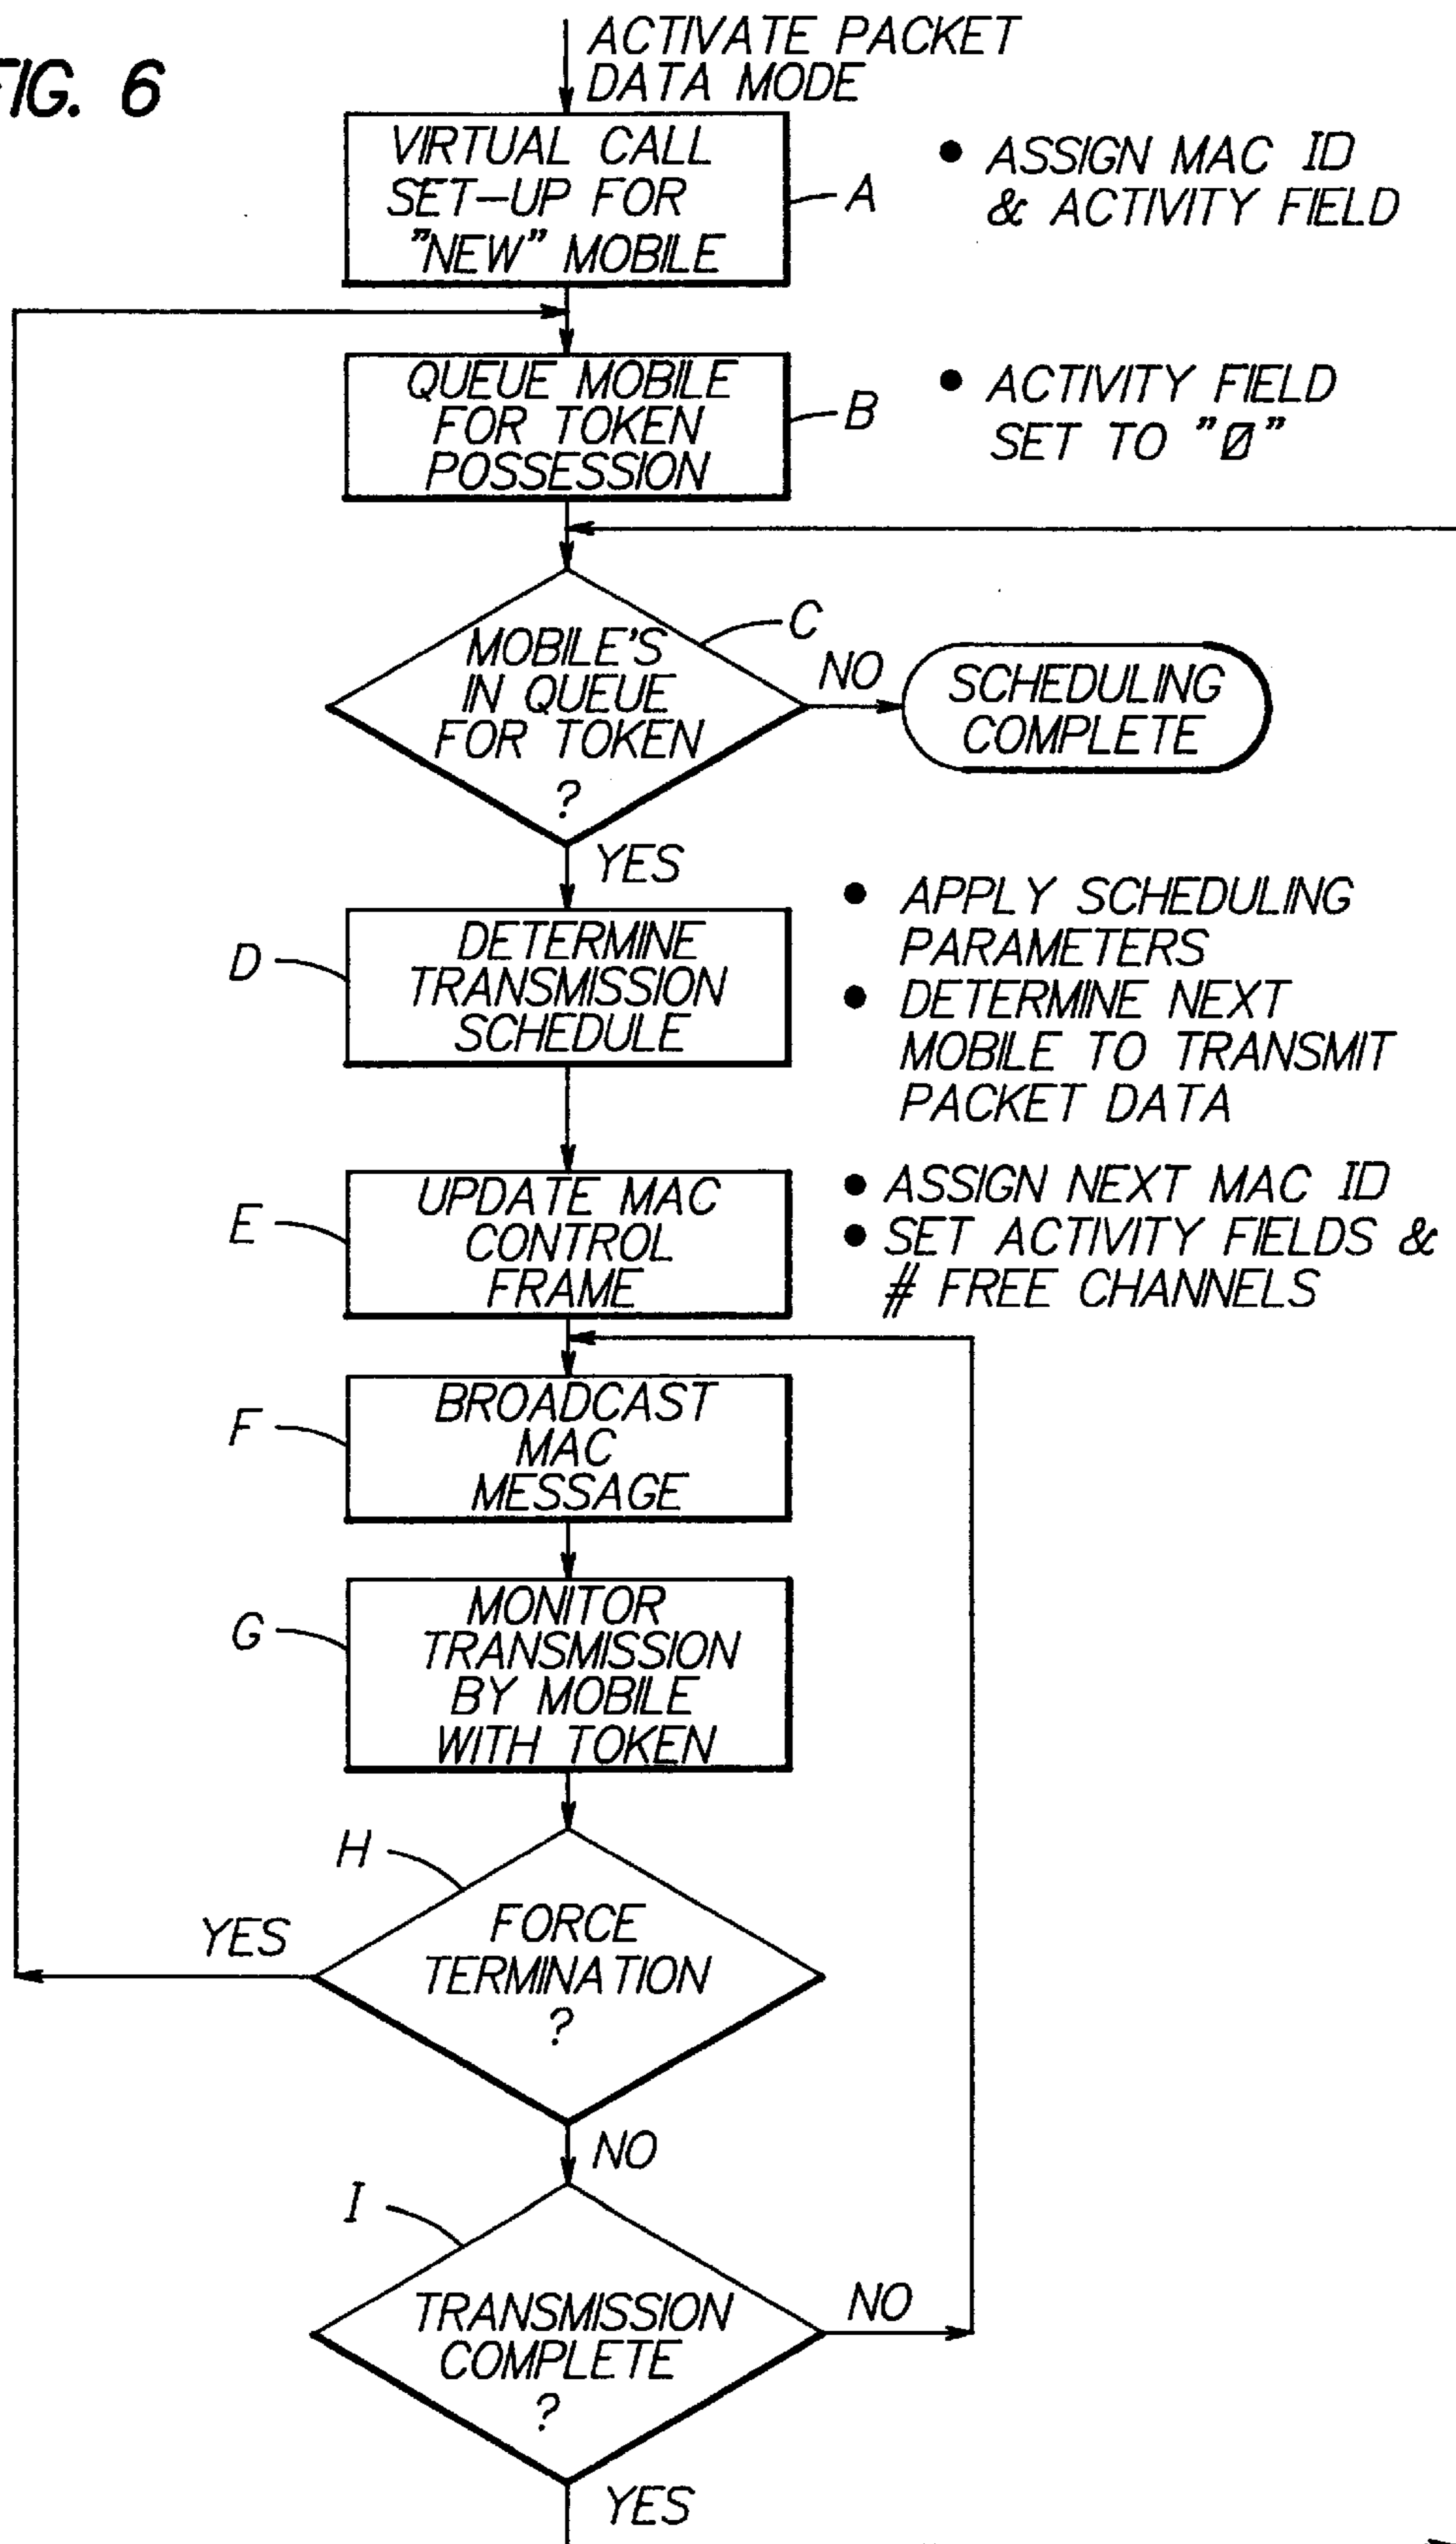 FIG. 6
ACTIVATE PACKET
DATA MODE
VIRTUAL CALL
SET-UP FOR
"NEW" MOBILE
A
• ASSIGN MAC ID
& ACTIVITY FIELD
QUEUE MOBILE
FOR TOKEN
POSSESSION
B
• ACTIVITY FIELD
SET TO "Ø"
MOBILE'S
IN QUEUE
FOR TOKEN
?
C
NO
SCHEDULING
COMPLETE
YES
D
DETERMINE
TRANSMISSION
SCHEDULE
• APPLY SCHEDULING
PARAMETERS
• DETERMINE NEXT
MOBILE TO TRANSMIT
PACKET DATA
E
UPDATE MAC
CONTROL
FRAME
• ASSIGN NEXT MAC ID
• SET ACTIVITY FIELDS &
# FREE CHANNELS
F
BROADCAST
MAC
MESSAGE
G
MONITOR
TRANSMISSION
BY MOBILE
WITH TOKEN
H
YES
FORCE
TERMINATION
?
NO
I
TRANSMISSION
COMPLETE
?
NO
YES